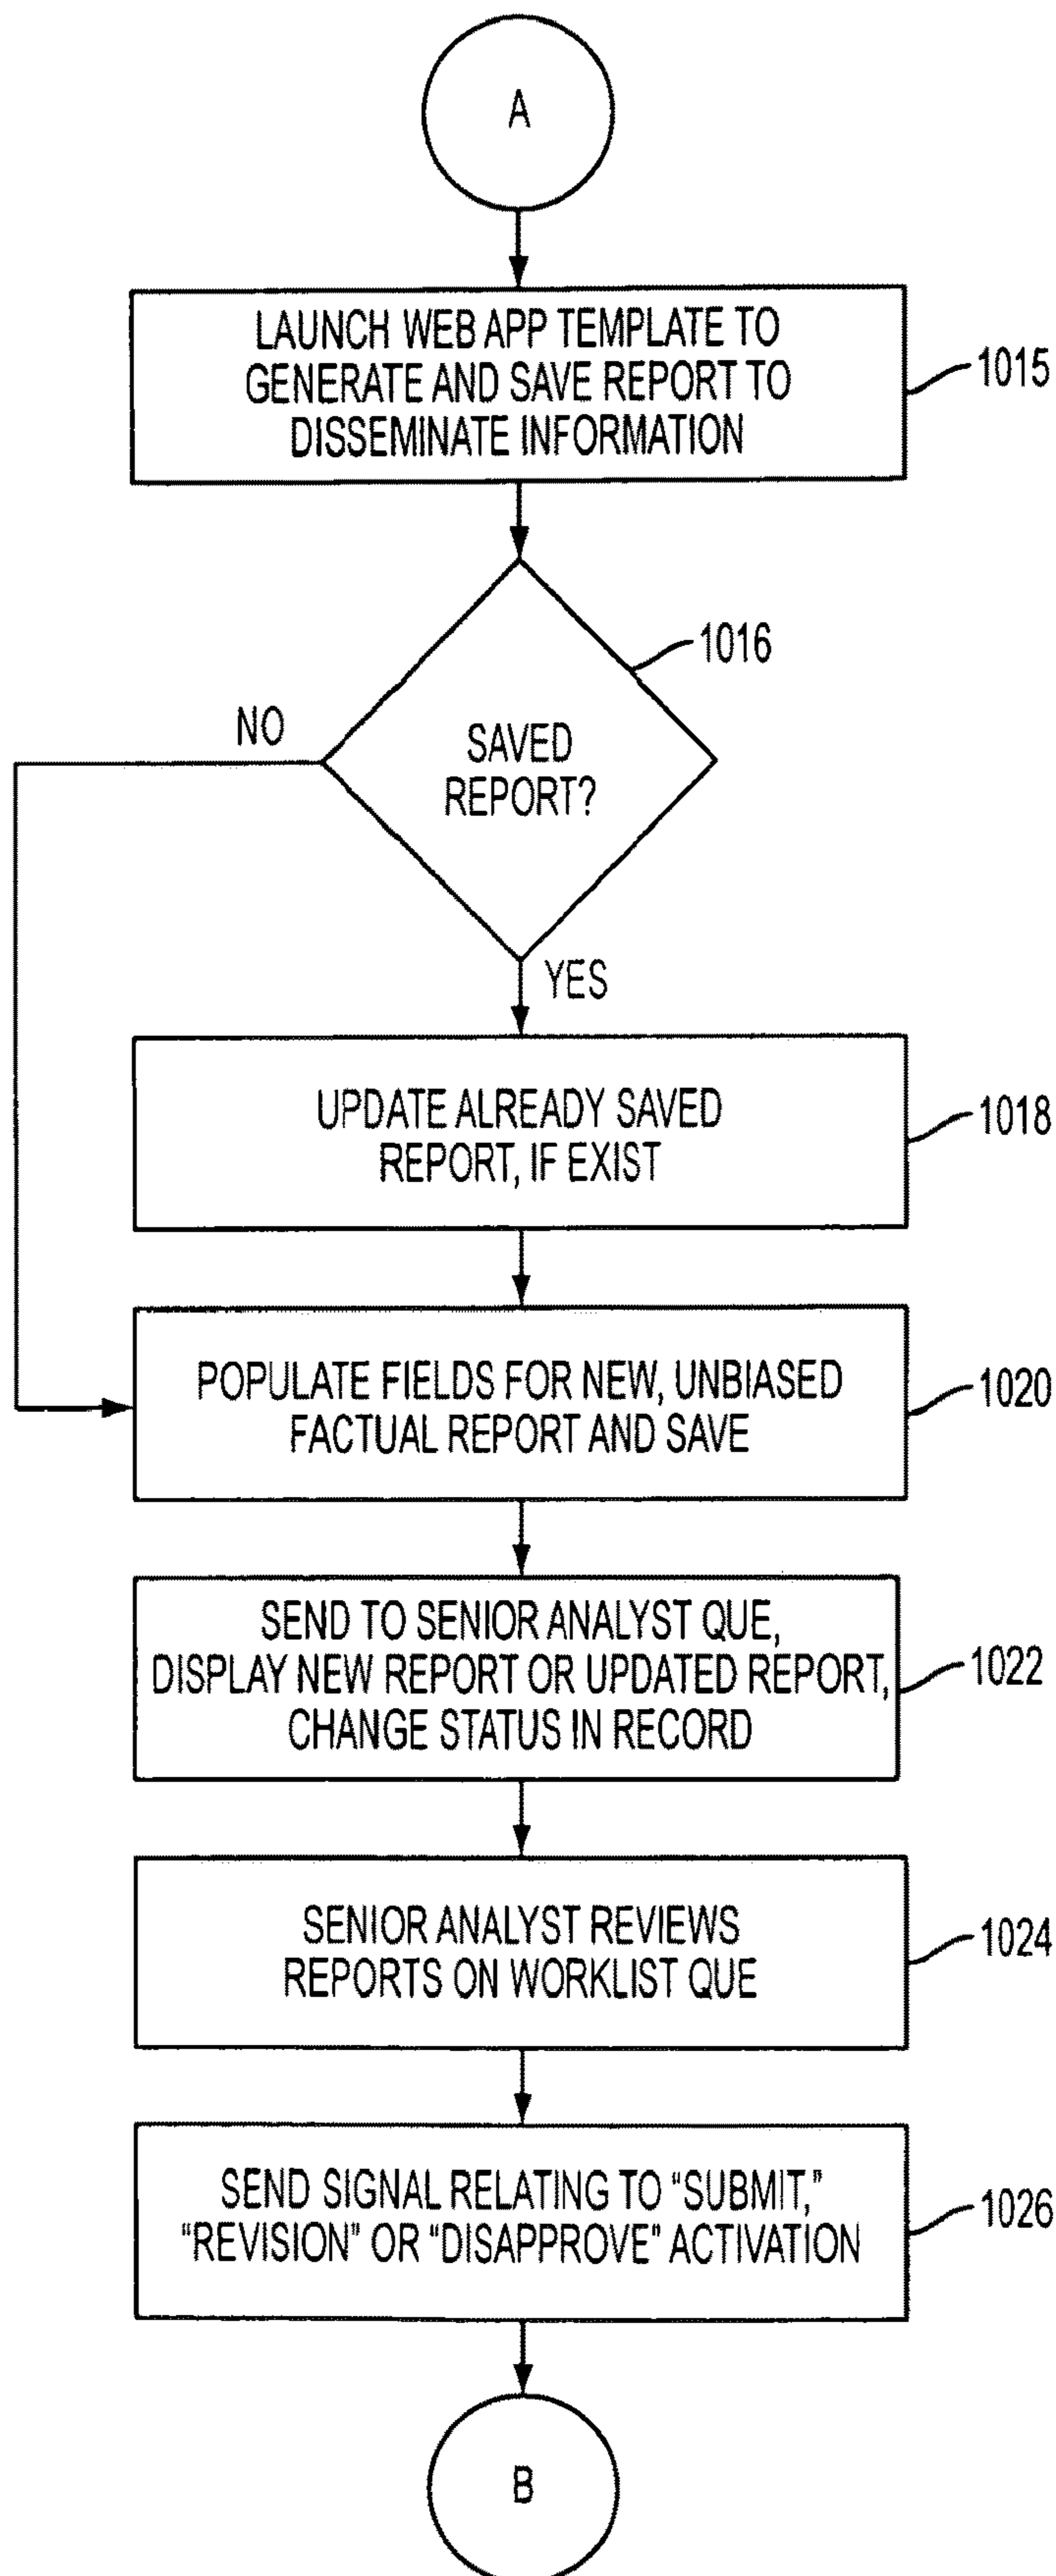 A
LAUNCH WEB APP TEMPLATE TO
GENERATE AND SAVE REPORT TO
DISSEMINATE INFORMATION
1015
1016
NO
SAVED
REPORT?
YES
UPDATE ALREADY SAVED
REPORT, IF EXIST
1018
POPULATE FIELDS FOR NEW, UNBIASED
FACTUAL REPORT AND SAVE
1020
SEND TO SENIOR ANALYST QUE,
DISPLAY NEW REPORT OR UPDATED REPORT,
CHANGE STATUS IN RECORD
1022
SENIOR ANALYST REVIEWS
REPORTS ON WORKLIST QUE
1024
SEND SIGNAL RELATING TO “SUBMIT,”
“REVISION” OR “DISAPPROVE” ACTIVATION
1026
B